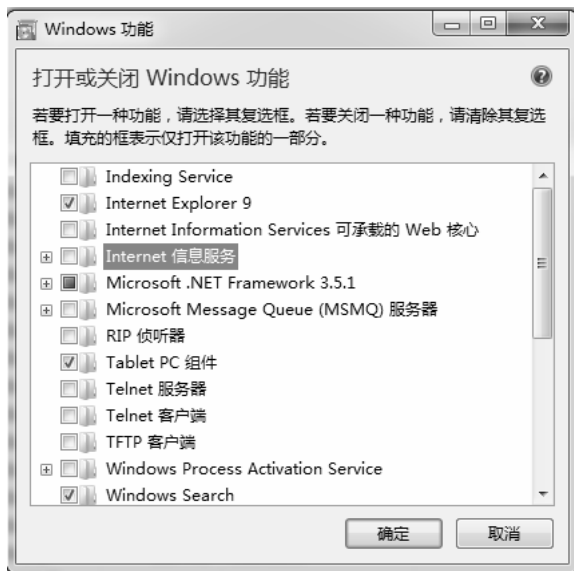 Windows 功能
打开或关闭 Windows 功能
若要打开一种功能，请选择其复选框。若要关闭一种功能，请清除其复选
框。填充的框表示仅打开该功能的一部分。
Indexing Service
Internet Explorer 9
Internet Information Services 可承载的 Web 核心
Internet 信息服务
Microsoft .NET Framework 3.5.1
Microsoft Message Queue (MSMQ) 服务器
RIP 侦听器
Tablet PC 组件
Telnet 服务器
Telnet 客户端
TFTP 客户端
Windows Process Activation Service
Windows Search
确定
取消